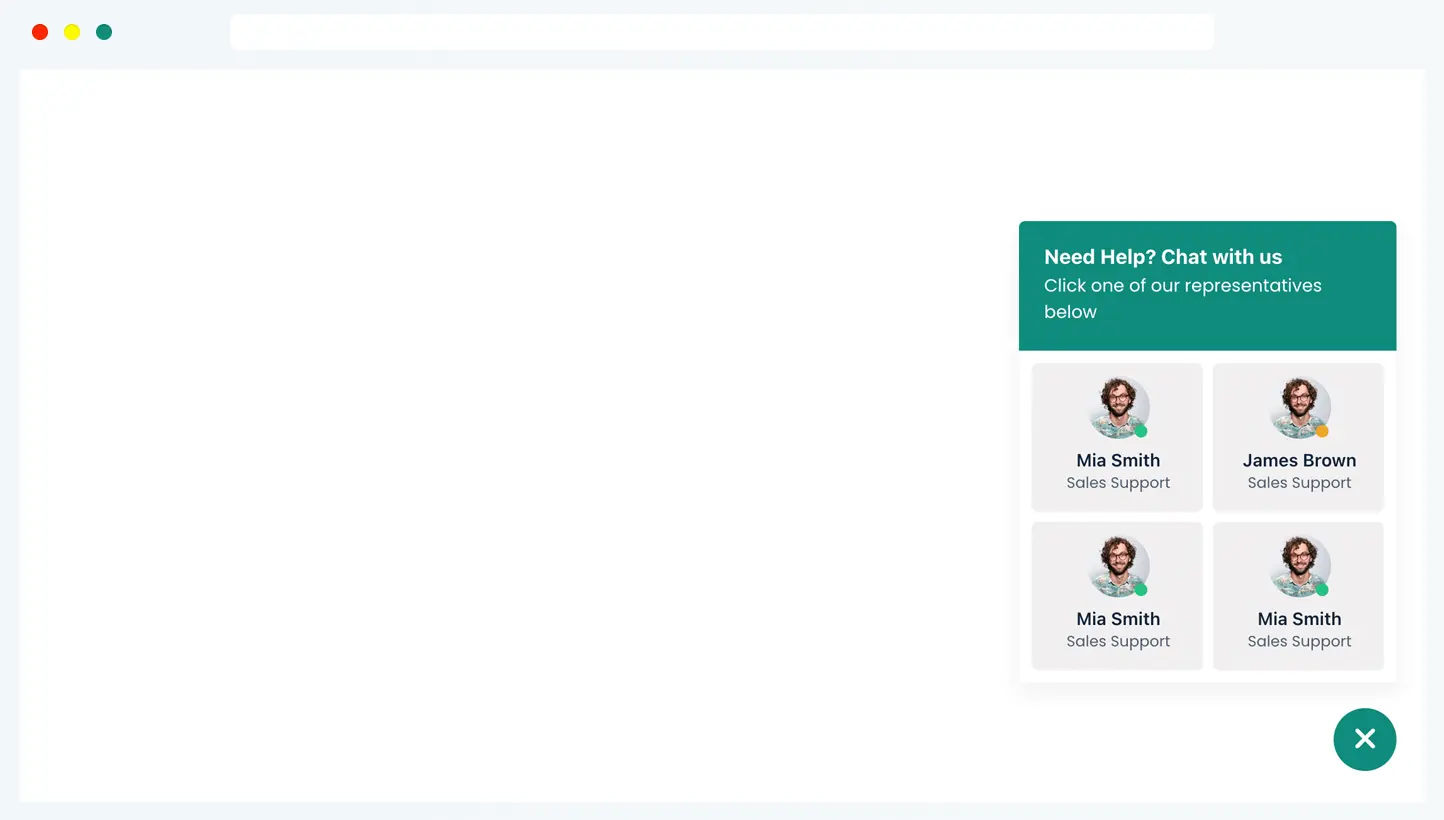 Need Help? Chat with us
Click one of our representatives
below
Mia Smith
Sales Support
James Brown
Sales Support
Mia Smith
Sales Support
Mia Smith
Sales Support